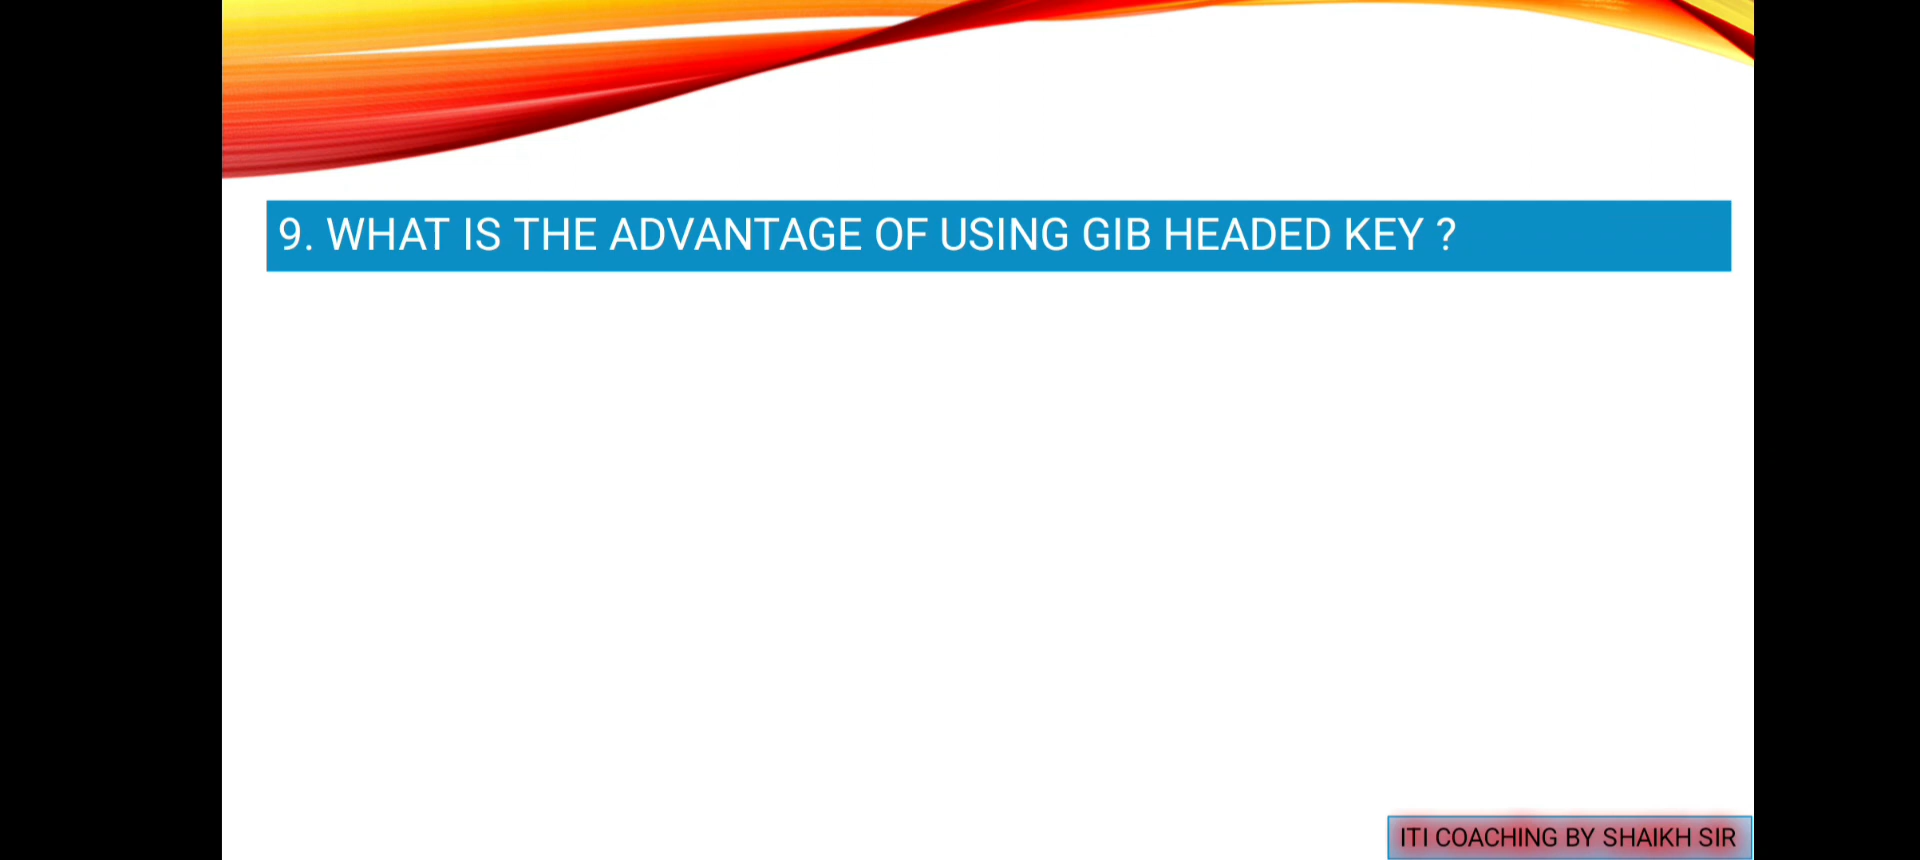 9. WHAT IS THE ADVANTAGE OF USING GIB HEADED KEY ?
ITI COACHING BY SHAIKH SIR